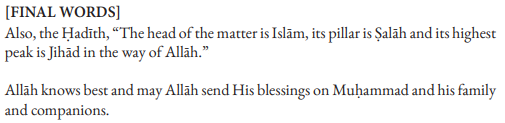 [FINAL WORDS]
Also, the Ḥadīth, “The head of the matter is Islām, its pillar is Ṣalāh and its highest
peak is Jihād in the way of Allāh.”
Allāh knows best and may Allāh send His blessings on Muḥammad and his family
and companions.